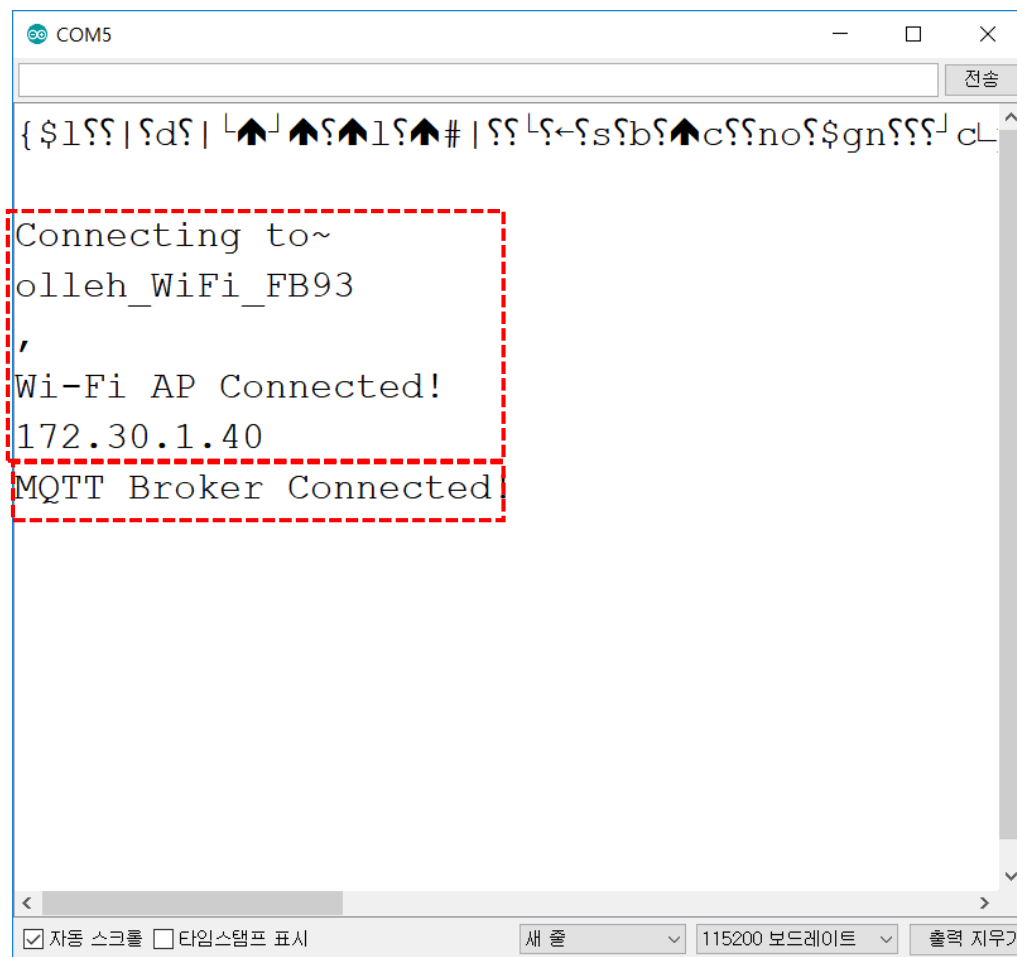 COM5
전송
{$l⸮⸮|⸮d⸮|└🡅┘🡅⸮🡅l⸮🡅#|⸮⸮└⸮←⸮s⸮b⸮🡅c⸮⸮no⸮$gn⸮⸮⸮┘c∟
Connecting to~
olleh_WiFi_FB93
,
Wi-Fi AP Connected!
172.30.1.40
MQTT Broker Connected!
자동 스크롤 타임스탬프 표시 새 줄 115200 보드레이트 출력 지우기